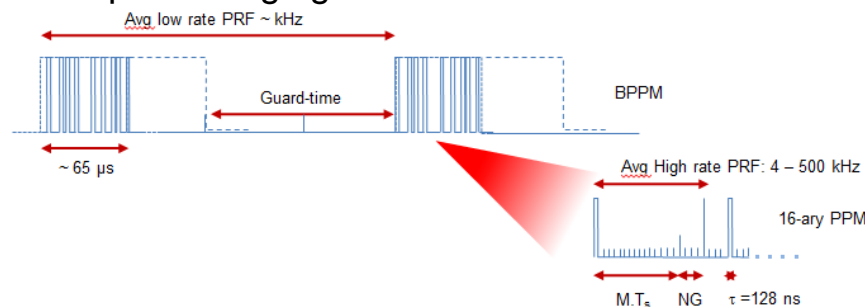 Avg low rate PRF ~ kHz
Guard-time
BPPM
~ 65 µs
Avg High rate PRF: 4 – 500 kHz
16-ary PPM
M.Ts NG τ =128 ns